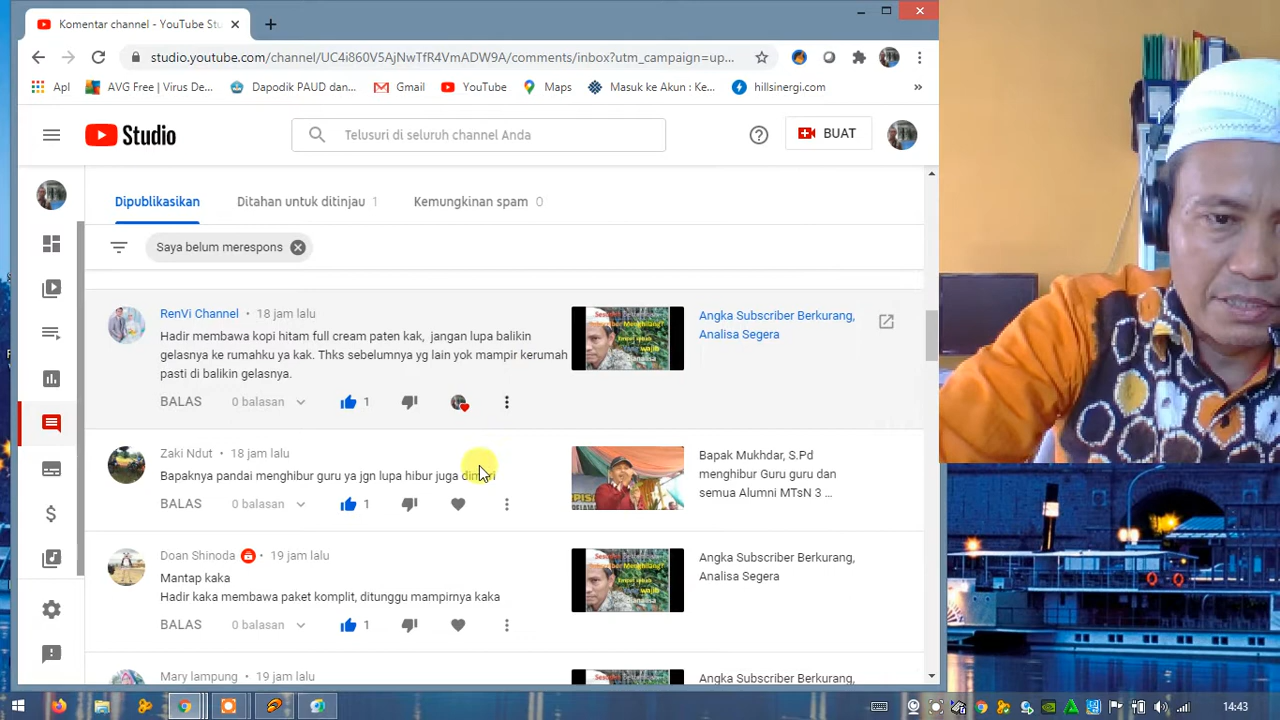 Komentar channel - YouTube Stu
studio.youtube.com/channel/UC4i860V5AjNwTfR4VmADW9A/comments/inbox?utm_campaign=up...
Apl
AVG Free | Virus De...
Dapodik PAUD dan...
Gmail
YouTube
Maps
Masuk ke Akun : Ke...
hillsinergi.com
»
Studio
Telusuri di seluruh channel Anda
BUAT
Dipublikasikan
Ditahan untuk ditinjau 1
Kemungkinan spam 0
Saya belum merespons
RenVi Channel • 18 jam lalu
Hadir membawa kopi hitam full cream paten kak, jangan lupa balikin
gelasnya ke rumahku ya kak. Thks sebelumnya yg lain yok mampir kerumah
pasti di balikin gelasnya.
BALAS 0 balasan 1
Angka Subscriber Berkurang,
Analisa Segera
Zaki Ndut • 18 jam lalu
Bapaknya pandai menghibur guru ya jgn lupa hibur juga
BALAS 0 balasan
Bapak Mukhdar, S.Pd
menghibur Guru guru dan
semua Alumni MTsN 3 ...
Doan Shinoda • 19 jam lalu
Mantap kaka
Hadir kaka membawa paket komplit, ditunggu mampirnya kaka
BALAS 0 balasan 1
Angka Subscriber Berkurang,
Analisa Segera
Mary lampung • 19 jam lalu
Angka Subscriber Berkurang,
14:43